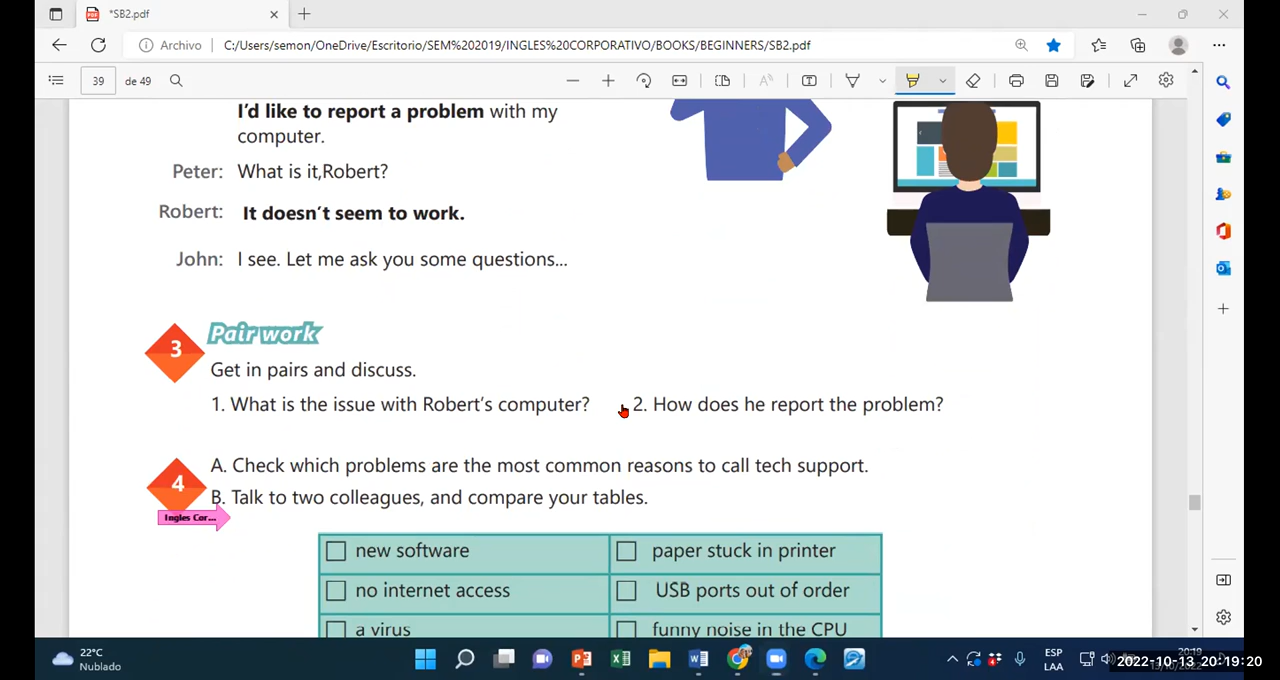 *SB2.pdf
Archivo C:/Users/semon/OneDrive/Escritorio/SEM%202019/INGLES%20CORPORATIVO/BOOKS/BEGINNERS/SB2.pdf
39 de 49
I'd like to report a problem with my
computer.
Peter: What is it,Robert?
Robert: It doesn't seem to work.
John: I see. Let me ask you some questions...
3 Pair work
Get in pairs and discuss.
1. What is the issue with Robert's computer? 2. How does he report the problem?
4 A. Check which problems are the most common reasons to call tech support.
B. Talk to two colleagues, and compare your tables.
Ingles Cor...
new software paper stuck in printer
no internet access USB ports out of order
a virus funny noise in the CPU
22°C
Nublado
ESP
LAA
20:19
2022-10-13 20:19:20